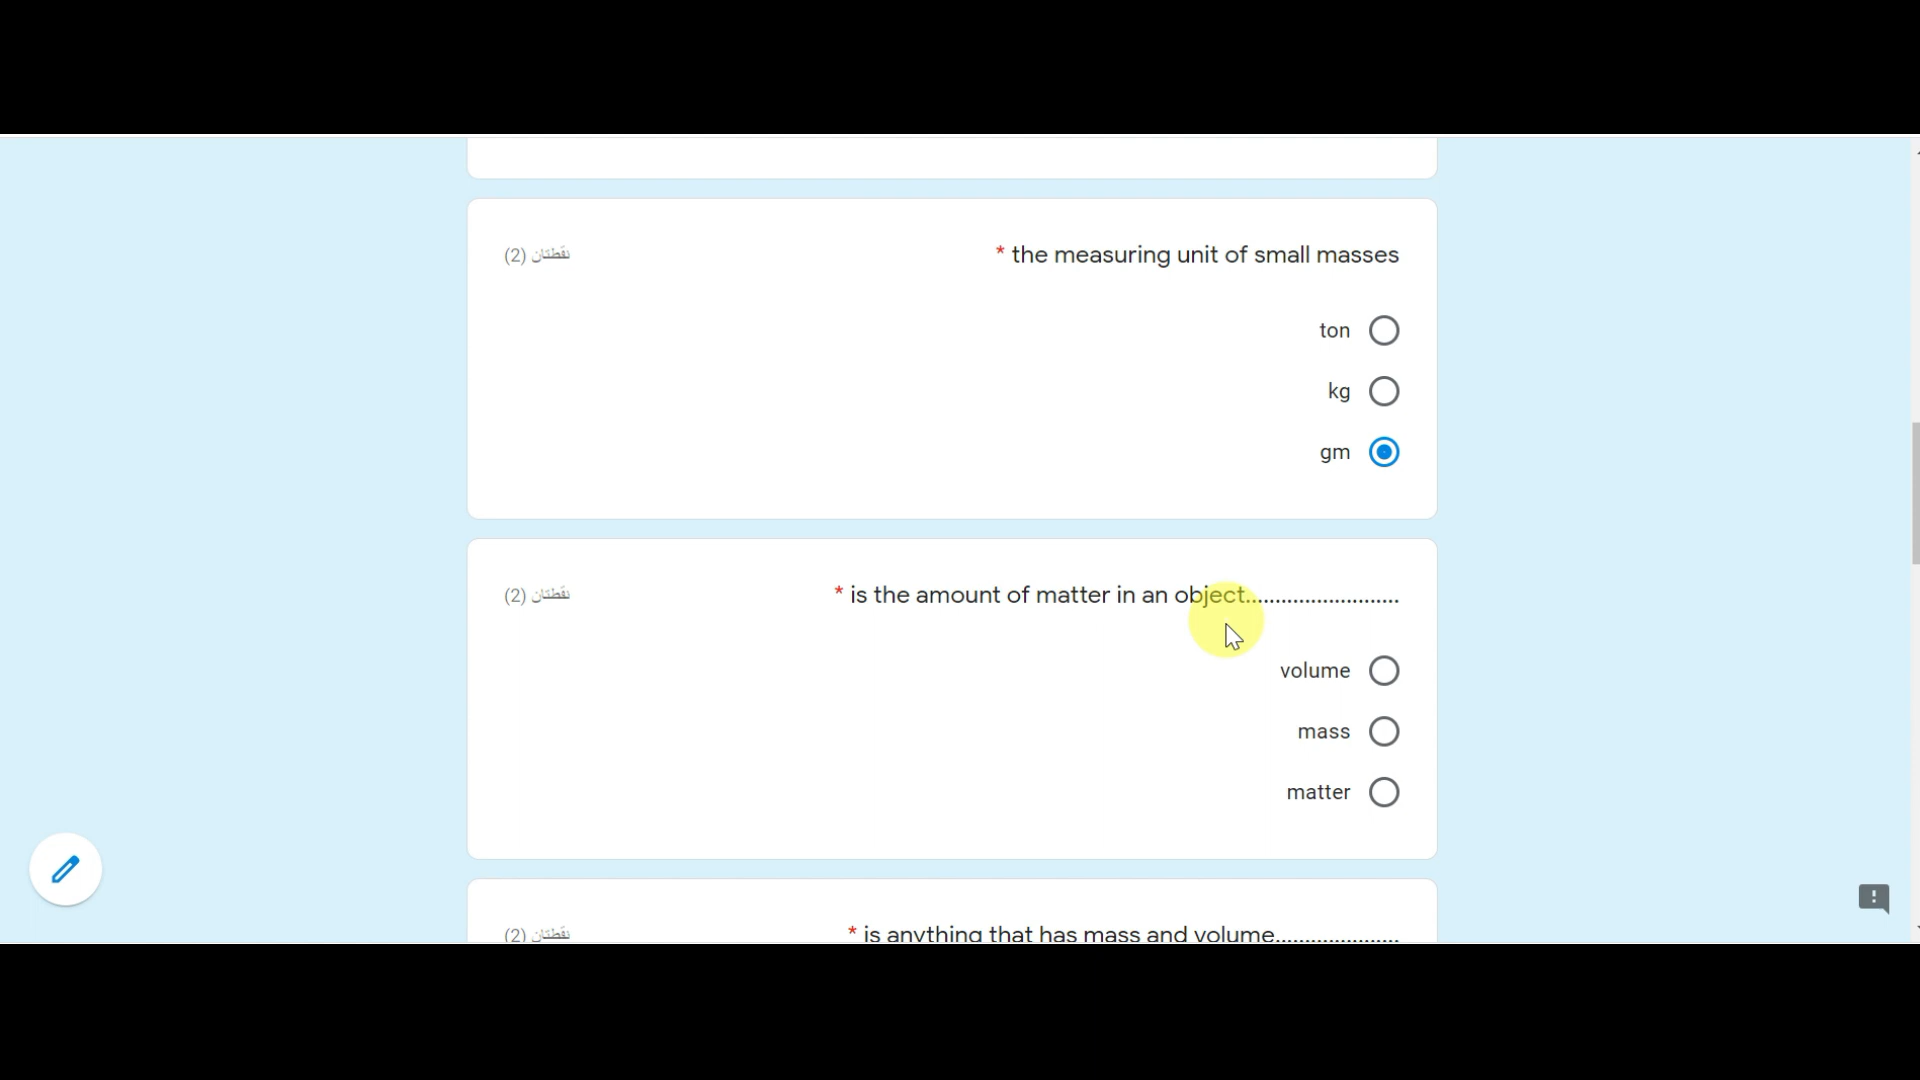 * the measuring unit of small masses
نقطتان (2)
ton
kg
gm
* is the amount of matter in an object.........................
نقطتان (2)
volume
mass
matter
* is anything that has mass and volume.....................
نقطتان (2)